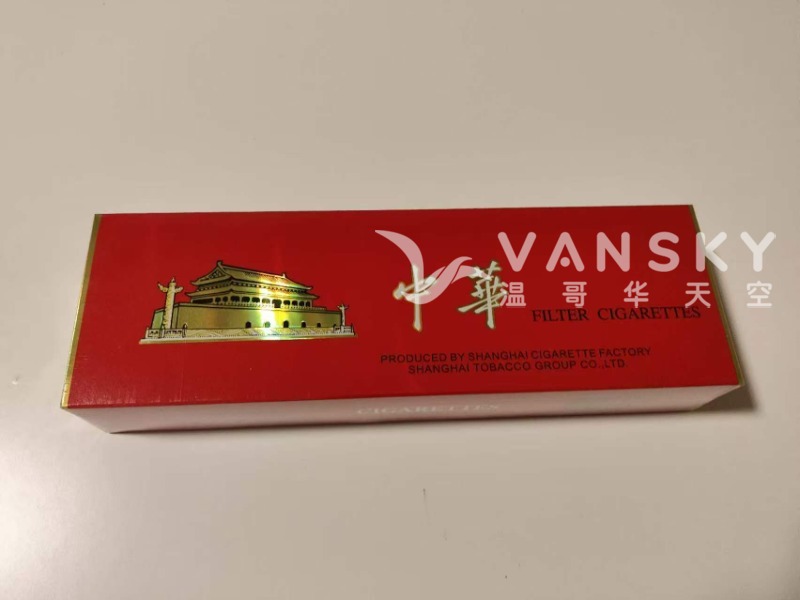 VANSKY
温哥华天空
中華
FILTER CIGARETTES
PRODUCED BY SHANGHAI CIGARETTE FACTORY
SHANGHAI TOBACCO GROUP CO.,LTD.
CIGARETTES